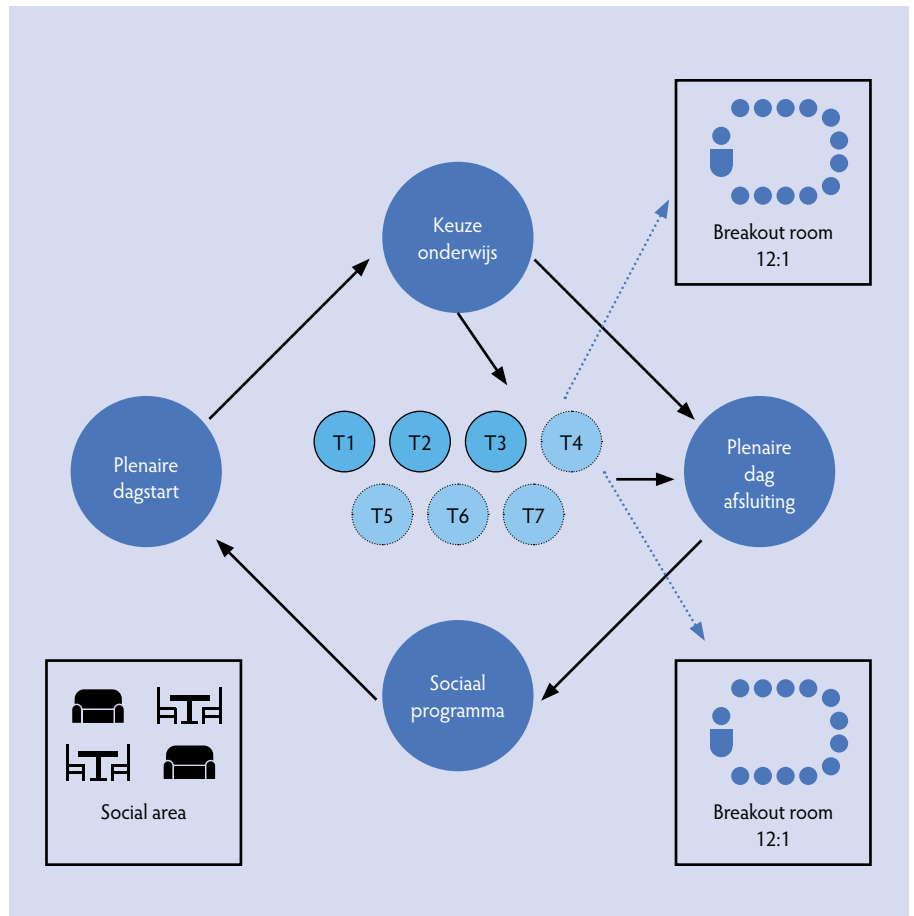 Keuze
onderwijs
Breakout room
12:1
T1 T2 T3 T4
Plenaire
dagstart
Plenaire
dag
afsluiting
T5 T6 T7
Sociaal
programma
Social area
Breakout room
12:1